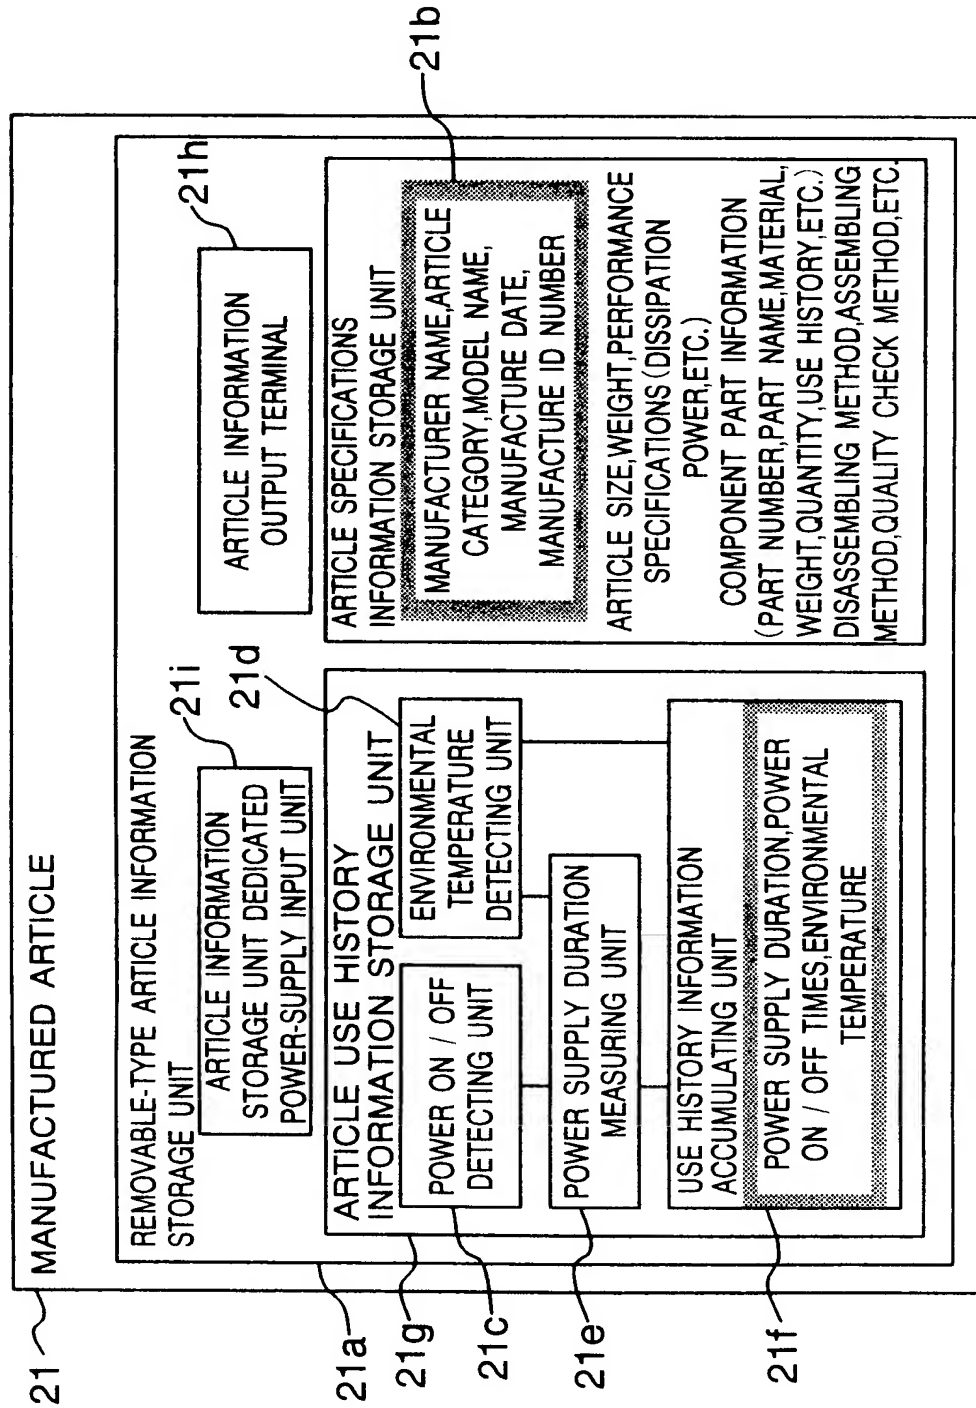 21
MANUFACTURED ARTICLE
21a
REMOVABLE-TYPE ARTICLE INFORMATION
STORAGE UNIT
21i
ARTICLE INFORMATION
STORAGE UNIT DEDICATED
POWER-SUPPLY INPUT UNIT
21h
ARTICLE INFORMATION
OUTPUT TERMINAL
21g
ARTICLE USE HISTORY
INFORMATION STORAGE UNIT
21c
POWER ON / OFF
DETECTING UNIT
21d
ENVIRONMENTAL
TEMPERATURE
DETECTING UNIT
21e
POWER SUPPLY DURATION
MEASURING UNIT
21f
USE HISTORY INFORMATION
ACCUMULATING UNIT
POWER SUPPLY DURATION,POWER
ON / OFF TIMES,ENVIRONMENTAL
TEMPERATURE
21b
ARTICLE SPECIFICATIONS
INFORMATION STORAGE UNIT
MANUFACTURER NAME,ARTICLE
CATEGORY,MODEL NAME,
MANUFACTURE DATE,
MANUFACTURE ID NUMBER
ARTICLE SIZE,WEIGHT,PERFORMANCE
SPECIFICATIONS(DISSIPATION
POWER,ETC.)
COMPONENT PART INFORMATION
(PART NUMBER,PART NAME,MATERIAL,
WEIGHT,QUANTITY,USE HISTORY,ETC.)
DISASSEMBLING METHOD,ASSEMBLING
METHOD,QUALITY CHECK METHOD,ETC.